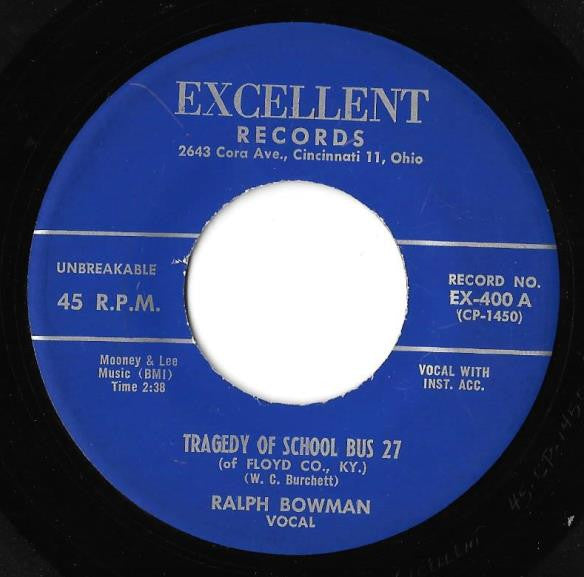 EXCELLENT
RECORDS
2643 Cora Ave., Cincinnati 11, Ohio
UNBREAKABLE
45 R.P.M.
RECORD NO.
EX-400 A
(CP-1450)
Mooney & Lee
Music (BMI)
Time 2:38
VOCAL WITH
INST. ACC.
TRAGEDY OF SCHOOL BUS 27
(of FLOYD CO., KY.)
(W. C. Burchett)
RALPH BOWMAN
VOCAL